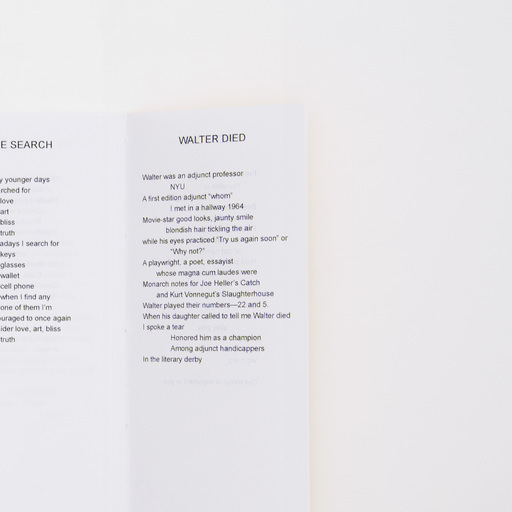 E SEARCH
y younger days
rched for
love
art
bliss
truth
adays I search for
keys
glasses
wallet
cell phone
when I find any
one of them I'm
ouraged to once again
ider love, art, bliss
truth
WALTER DIED
Walter was an adjunct professor
NYU
A first edition adjunct "whom"
I met in a hallway 1964
Movie-star good looks, jaunty smile
blondish hair tickling the air
while his eyes practiced "Try us again soon" or
"Why not?"
A playwright, a poet, essayist
whose magna cum laudes were
Monarch notes for Joe Heller's Catch
and Kurt Vonnegut's Slaughterhouse
Walter played their numbers—22 and 5.
When his daughter called to tell me Walter died
I spoke a tear
Honored him as a champion
Among adjunct handicappers
In the literary derby